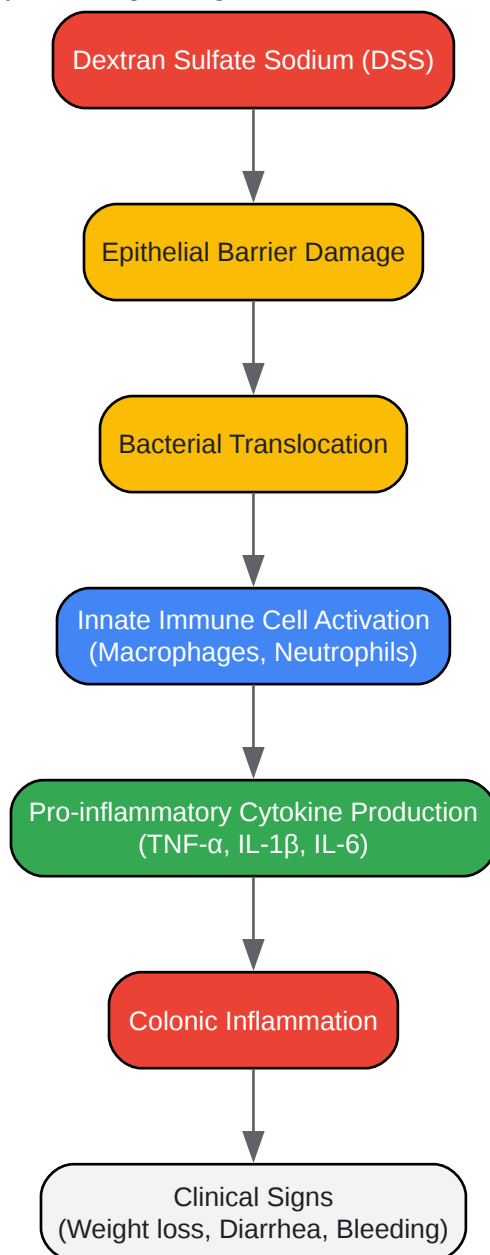 Dextran Sulfate Sodium (DSS)
Epithelial Barrier Damage
Bacterial Translocation
Innate Immune Cell Activation
(Macrophages, Neutrophils)
Pro-inflammatory Cytokine Production
(TNF-α, IL-1β, IL-6)
Colonic Inflammation
Clinical Signs
(Weight loss, Diarrhea, Bleeding)